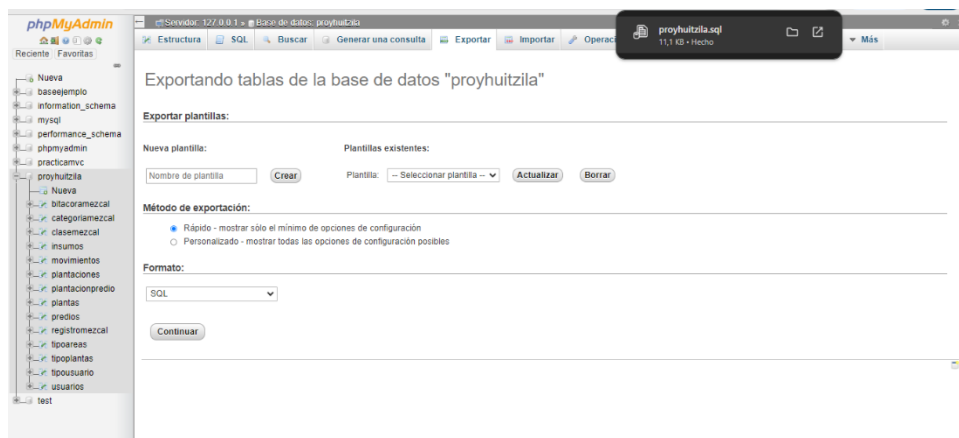 phpMyAdmin
Reciente Favoritas
Nueva
baseejemplo
information_schema
mysql
performance_schema
phpmyadmin
practicamvc
proyhuitzila
Nueva
bitacoramezcal
categoriamezcal
clasemezcal
insumos
movimientos
plantaciones
plantacionpredio
plantas
predios
registromezcal
tipoareas
tipoplantas
tipousuario
usuarios
test
Servidor: 127.0.0.1 » Base de datos: proyhuitzila
Estructura SQL Buscar Generar una consulta Exportar Importar Operaci Más
proyhuitzila.sql
11,1 KB • Hecho
Exportando tablas de la base de datos "proyhuitzila"
Exportar plantillas:
Nueva plantilla: Plantillas existentes:
Nombre de plantilla Crear Plantilla: -- Seleccionar plantilla -- Actualizar Borrar
Método de exportación:
Rápido - mostrar sólo el mínimo de opciones de configuración
Personalizado - mostrar todas las opciones de configuración posibles
Formato:
SQL
Continuar